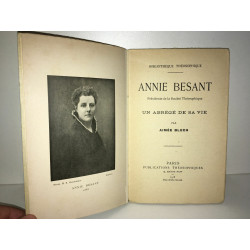 ANNIE BESANT
BIBLIOTHÈQUE THÉOSOPHIQUE
ANNIE BESANT
Présidente de la Société Théosophique
UN ABRÉGÉ DE SA VIE
PAR
AIMÉE BLECH
PARIS
PUBLICATIONS THÉOSOPHIQUES